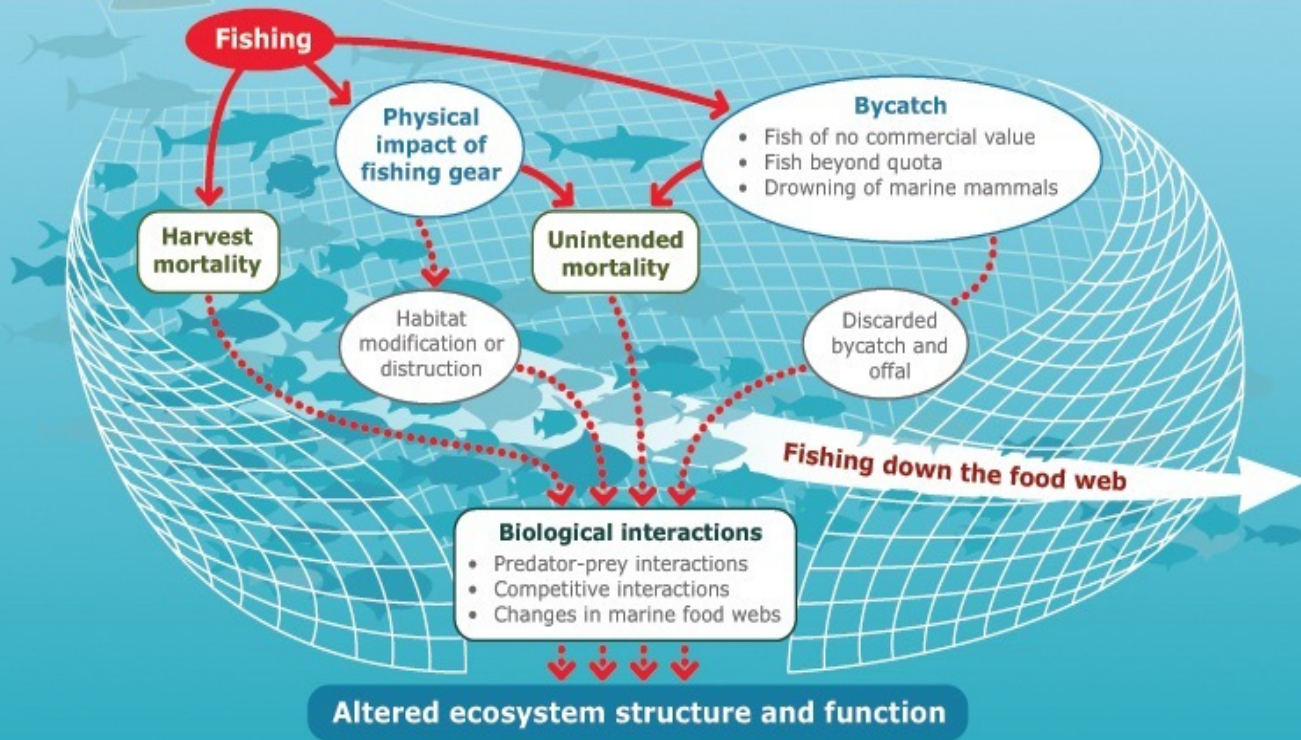 Fishing
Physical
impact of
fishing gear
Bycatch
• Fish of no commercial value
• Fish beyond quota
• Drowning of marine mammals
Harvest
mortality
Unintended
mortality
Habitat
modification or
distruction
Discarded
bycatch and
offal
Fishing down the food web
Biological interactions
• Predator-prey interactions
• Competitive interactions
• Changes in marine food webs
Altered ecosystem structure and function